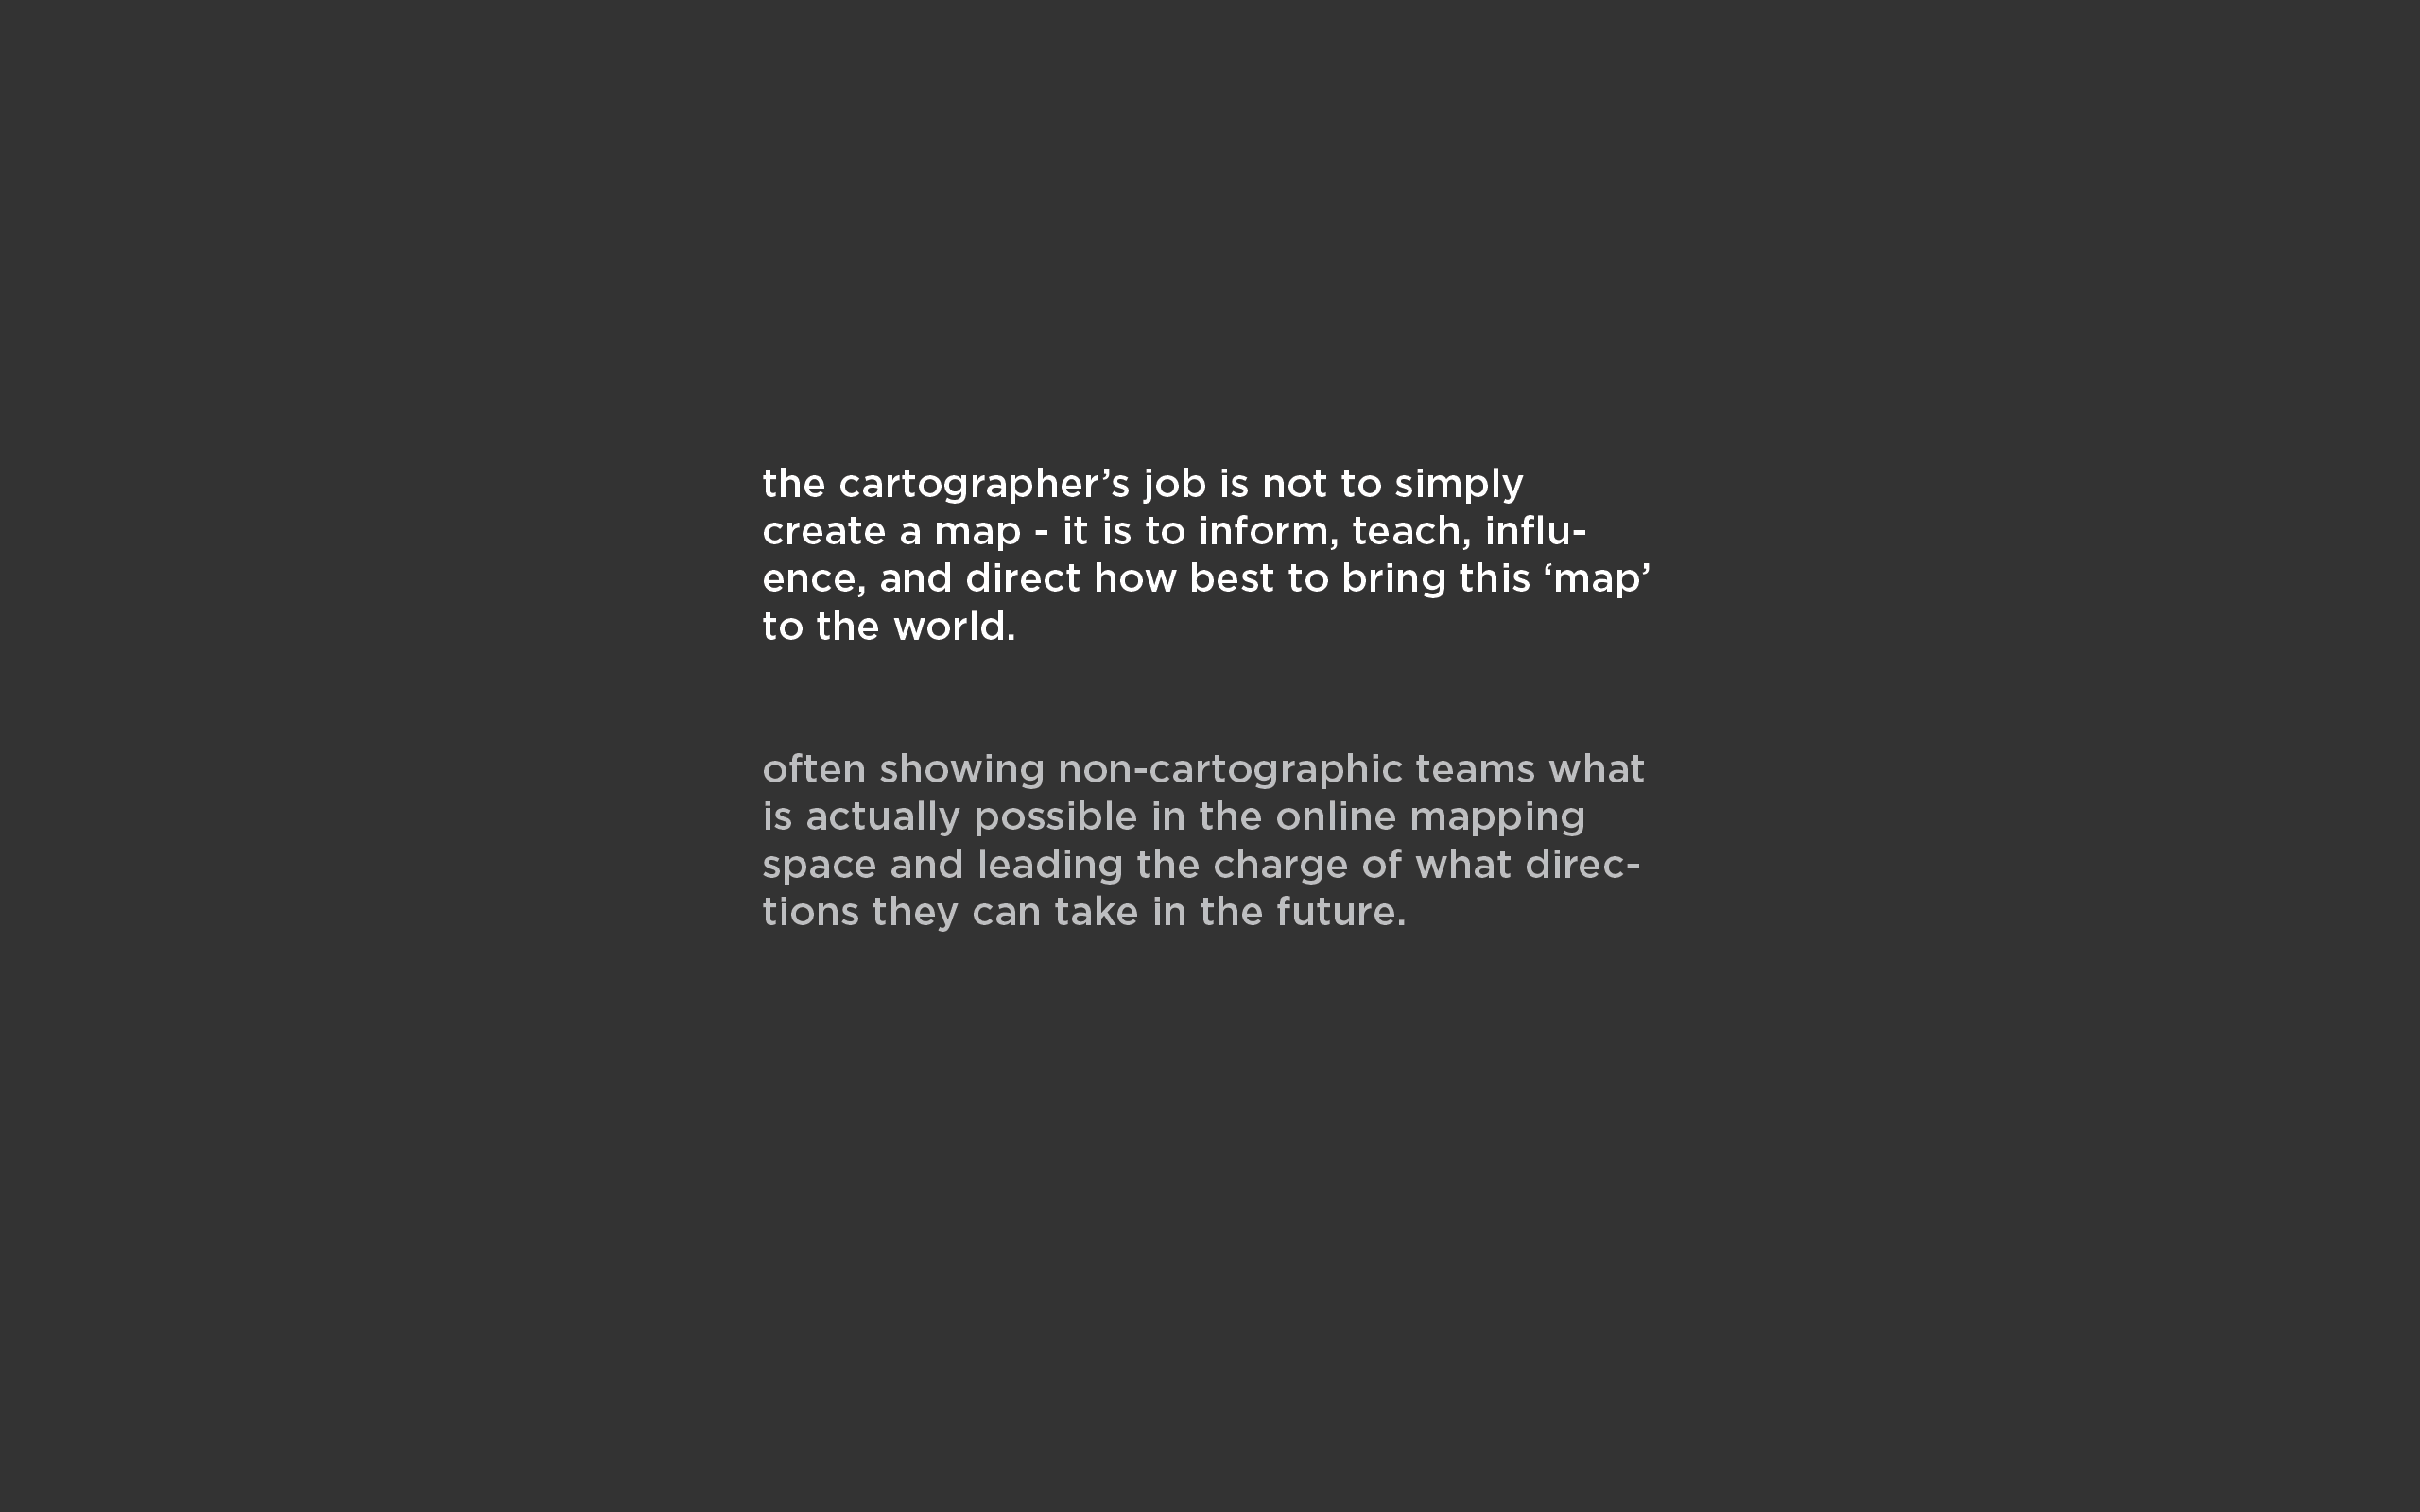 the cartographer’s job is not to simply
create a map - it is to inform, teach, influ-
ence, and direct how best to bring this ‘map’
to the world.
often showing non-cartographic teams what
is actually possible in the online mapping
space and leading the charge of what direc-
tions they can take in the future.